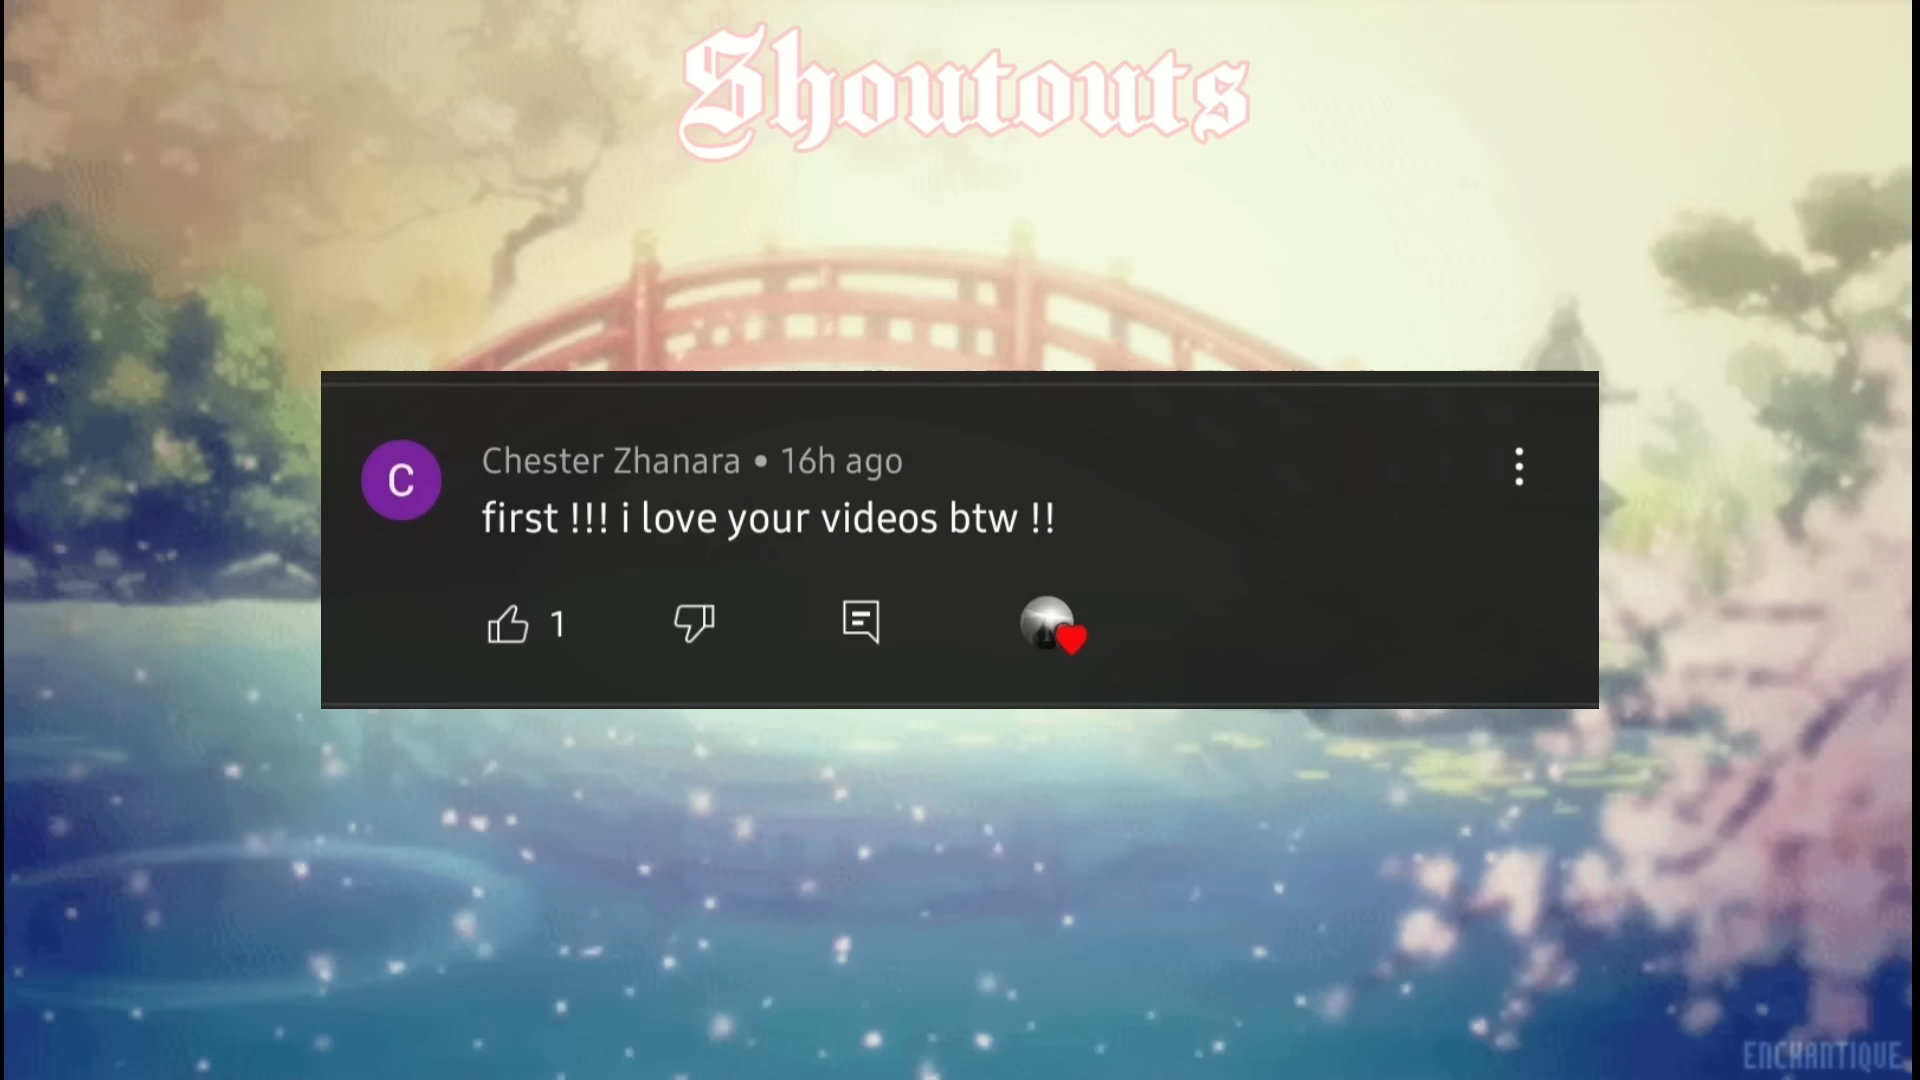 Shoutouts
C
Chester Zhanara • 16h ago
first !!! i love your videos btw !!
1
ENCHANTIQUE